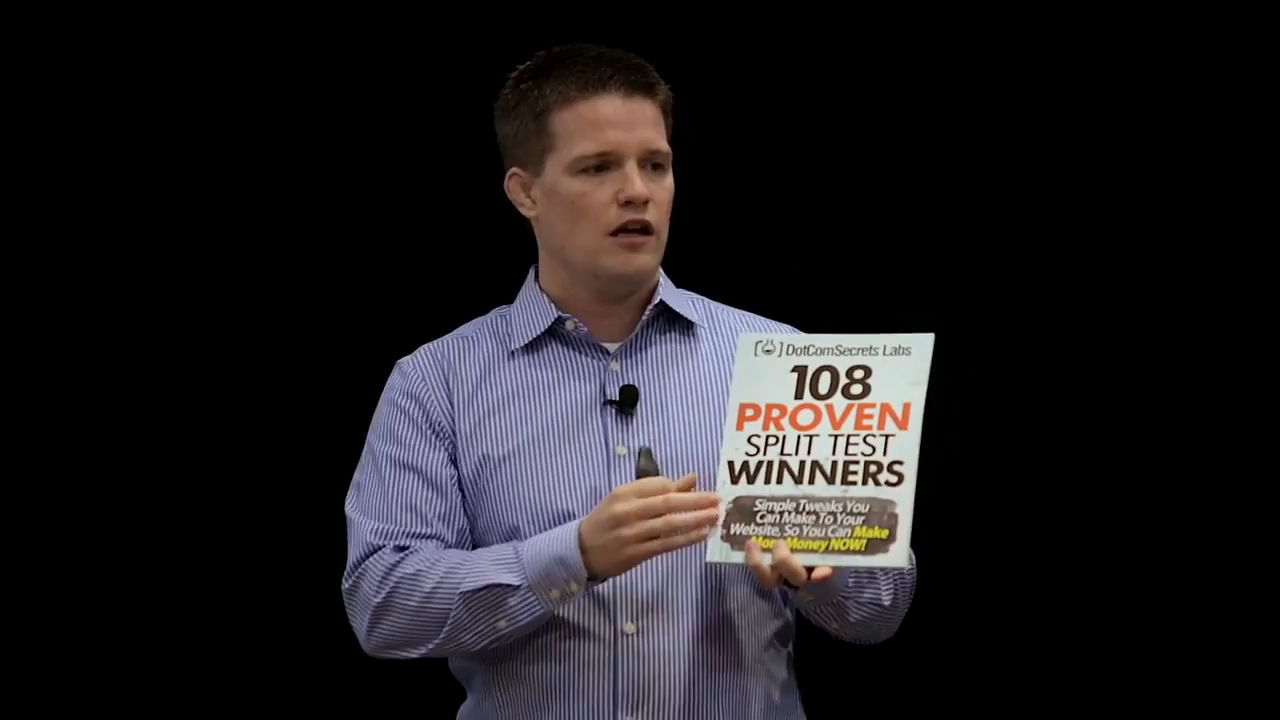 DotComSecrets Labs
108
PROVEN
SPLIT TEST
WINNERS
Simple Tweaks You
Can Make To Your
Website, So You Can Make
More Money NOW!